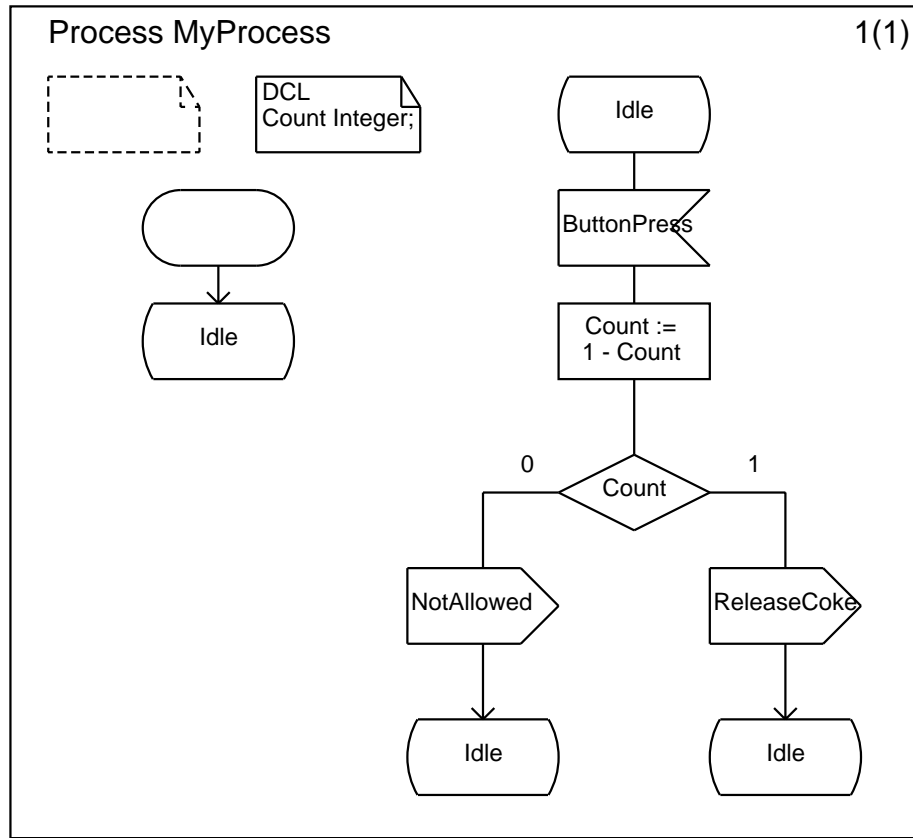 Process MyProcess
1(1)
DCL
Count Integer;
Idle
ButtonPress
Idle
Count :=
1 - Count
0
1
Count
NotAllowed
ReleaseCoke
Idle
Idle